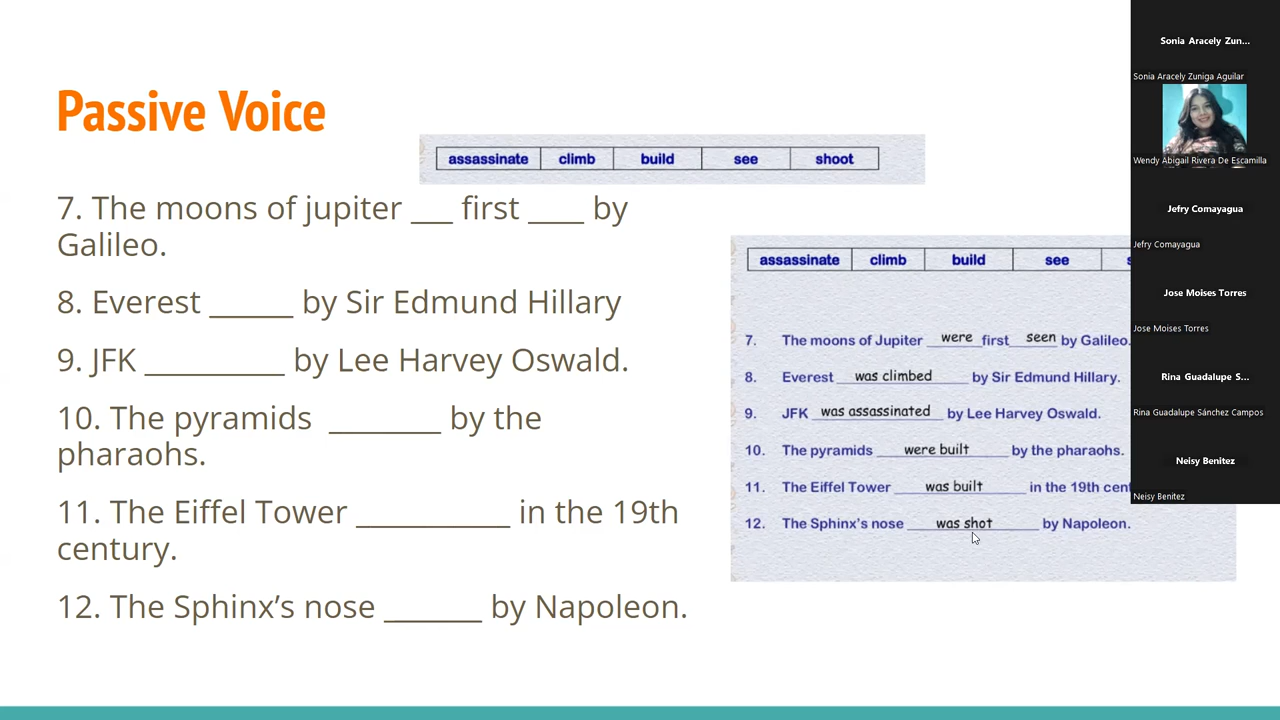 Passive Voice
assassinate climb build see shoot
7. The moons of jupiter ___ first ____ by
Galileo.
8. Everest ______ by Sir Edmund Hillary
9. JFK __________ by Lee Harvey Oswald.
10. The pyramids ________ by the
pharaohs.
11. The Eiffel Tower ___________ in the 19th
century.
12. The Sphinx’s nose _______ by Napoleon.
assassinate climb build see
7. The moons of Jupiter were first seen by Galileo.
8. Everest was climbed by Sir Edmund Hillary.
9. JFK was assassinated by Lee Harvey Oswald.
10. The pyramids were built by the pharaohs.
11. The Eiffel Tower was built in the 19th cent
12. The Sphinx's nose was shot by Napoleon.
Sonia Aracely Zun...
Sonia Aracely Zuniga Aguilar
Wendy Abigail Rivera De Escamilla
Jefry Comayagua
Jefry Comayagua
Jose Moises Torres
Jose Moises Torres
Rina Guadalupe S...
Rina Guadalupe Sánchez Campos
Neisy Benitez
Neisy Benitez